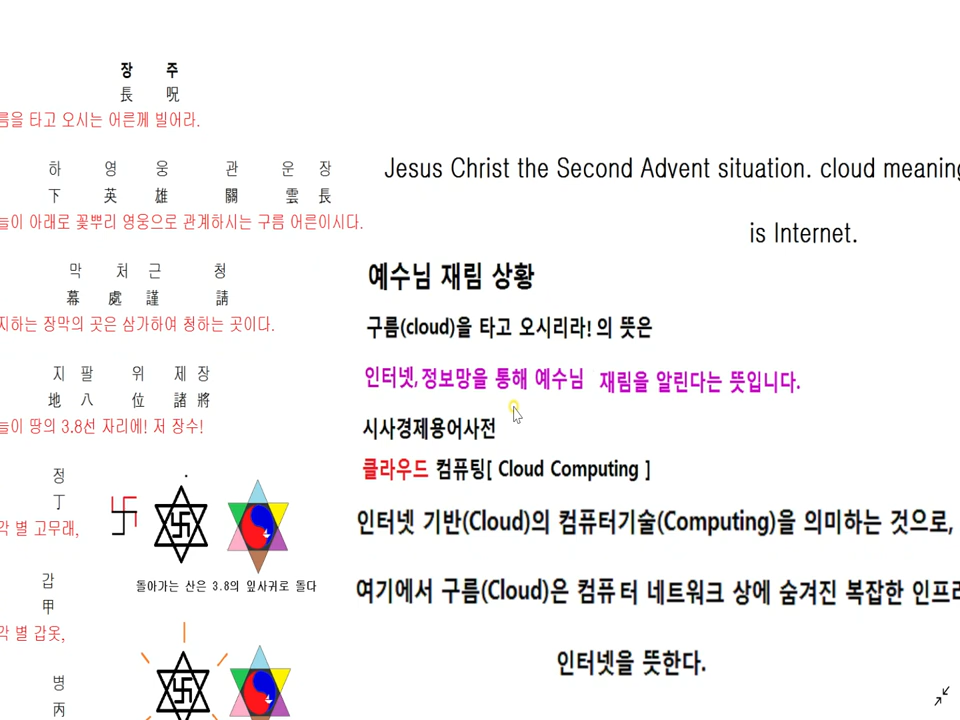 장 주
長 呪
름을 타고 오시는 어른께 빌어라.
하 영 웅 관 운 장
下 英 雄 關 雲 長
늘이 아래로 꽃뿌리 영웅으로 관계하시는 구름 어른이시다.
막 처 근 청
幕 處 謹 請
지하는 장막의 곳은 삼가하여 청하는 곳이다.
지 팔 위 제 장
地 八 位 諸 將
늘이 땅의 3.8선 자리에! 저 장수!
정
丁
각 별 고무래,
돌아가는 산은 3.8의 잎사귀로 돌다
갑
甲
각 별 갑옷,
병
丙
Jesus Christ the Second Advent situation. cloud meaning
is Internet.
예수님 재림 상황
구름(cloud)을 타고 오시리라! 의 뜻은
인터넷, 정보망을 통해 예수님 재림을 알린다는 뜻입니다.
시사경제용어사전
클라우드 컴퓨팅[ Cloud Computing ]
인터넷 기반(Cloud)의 컴퓨터기술(Computing)을 의미하는 것으로,
여기에서 구름(Cloud)은 컴퓨터 네트워크 상에 숨겨진 복잡한 인프라
인터넷을 뜻한다.